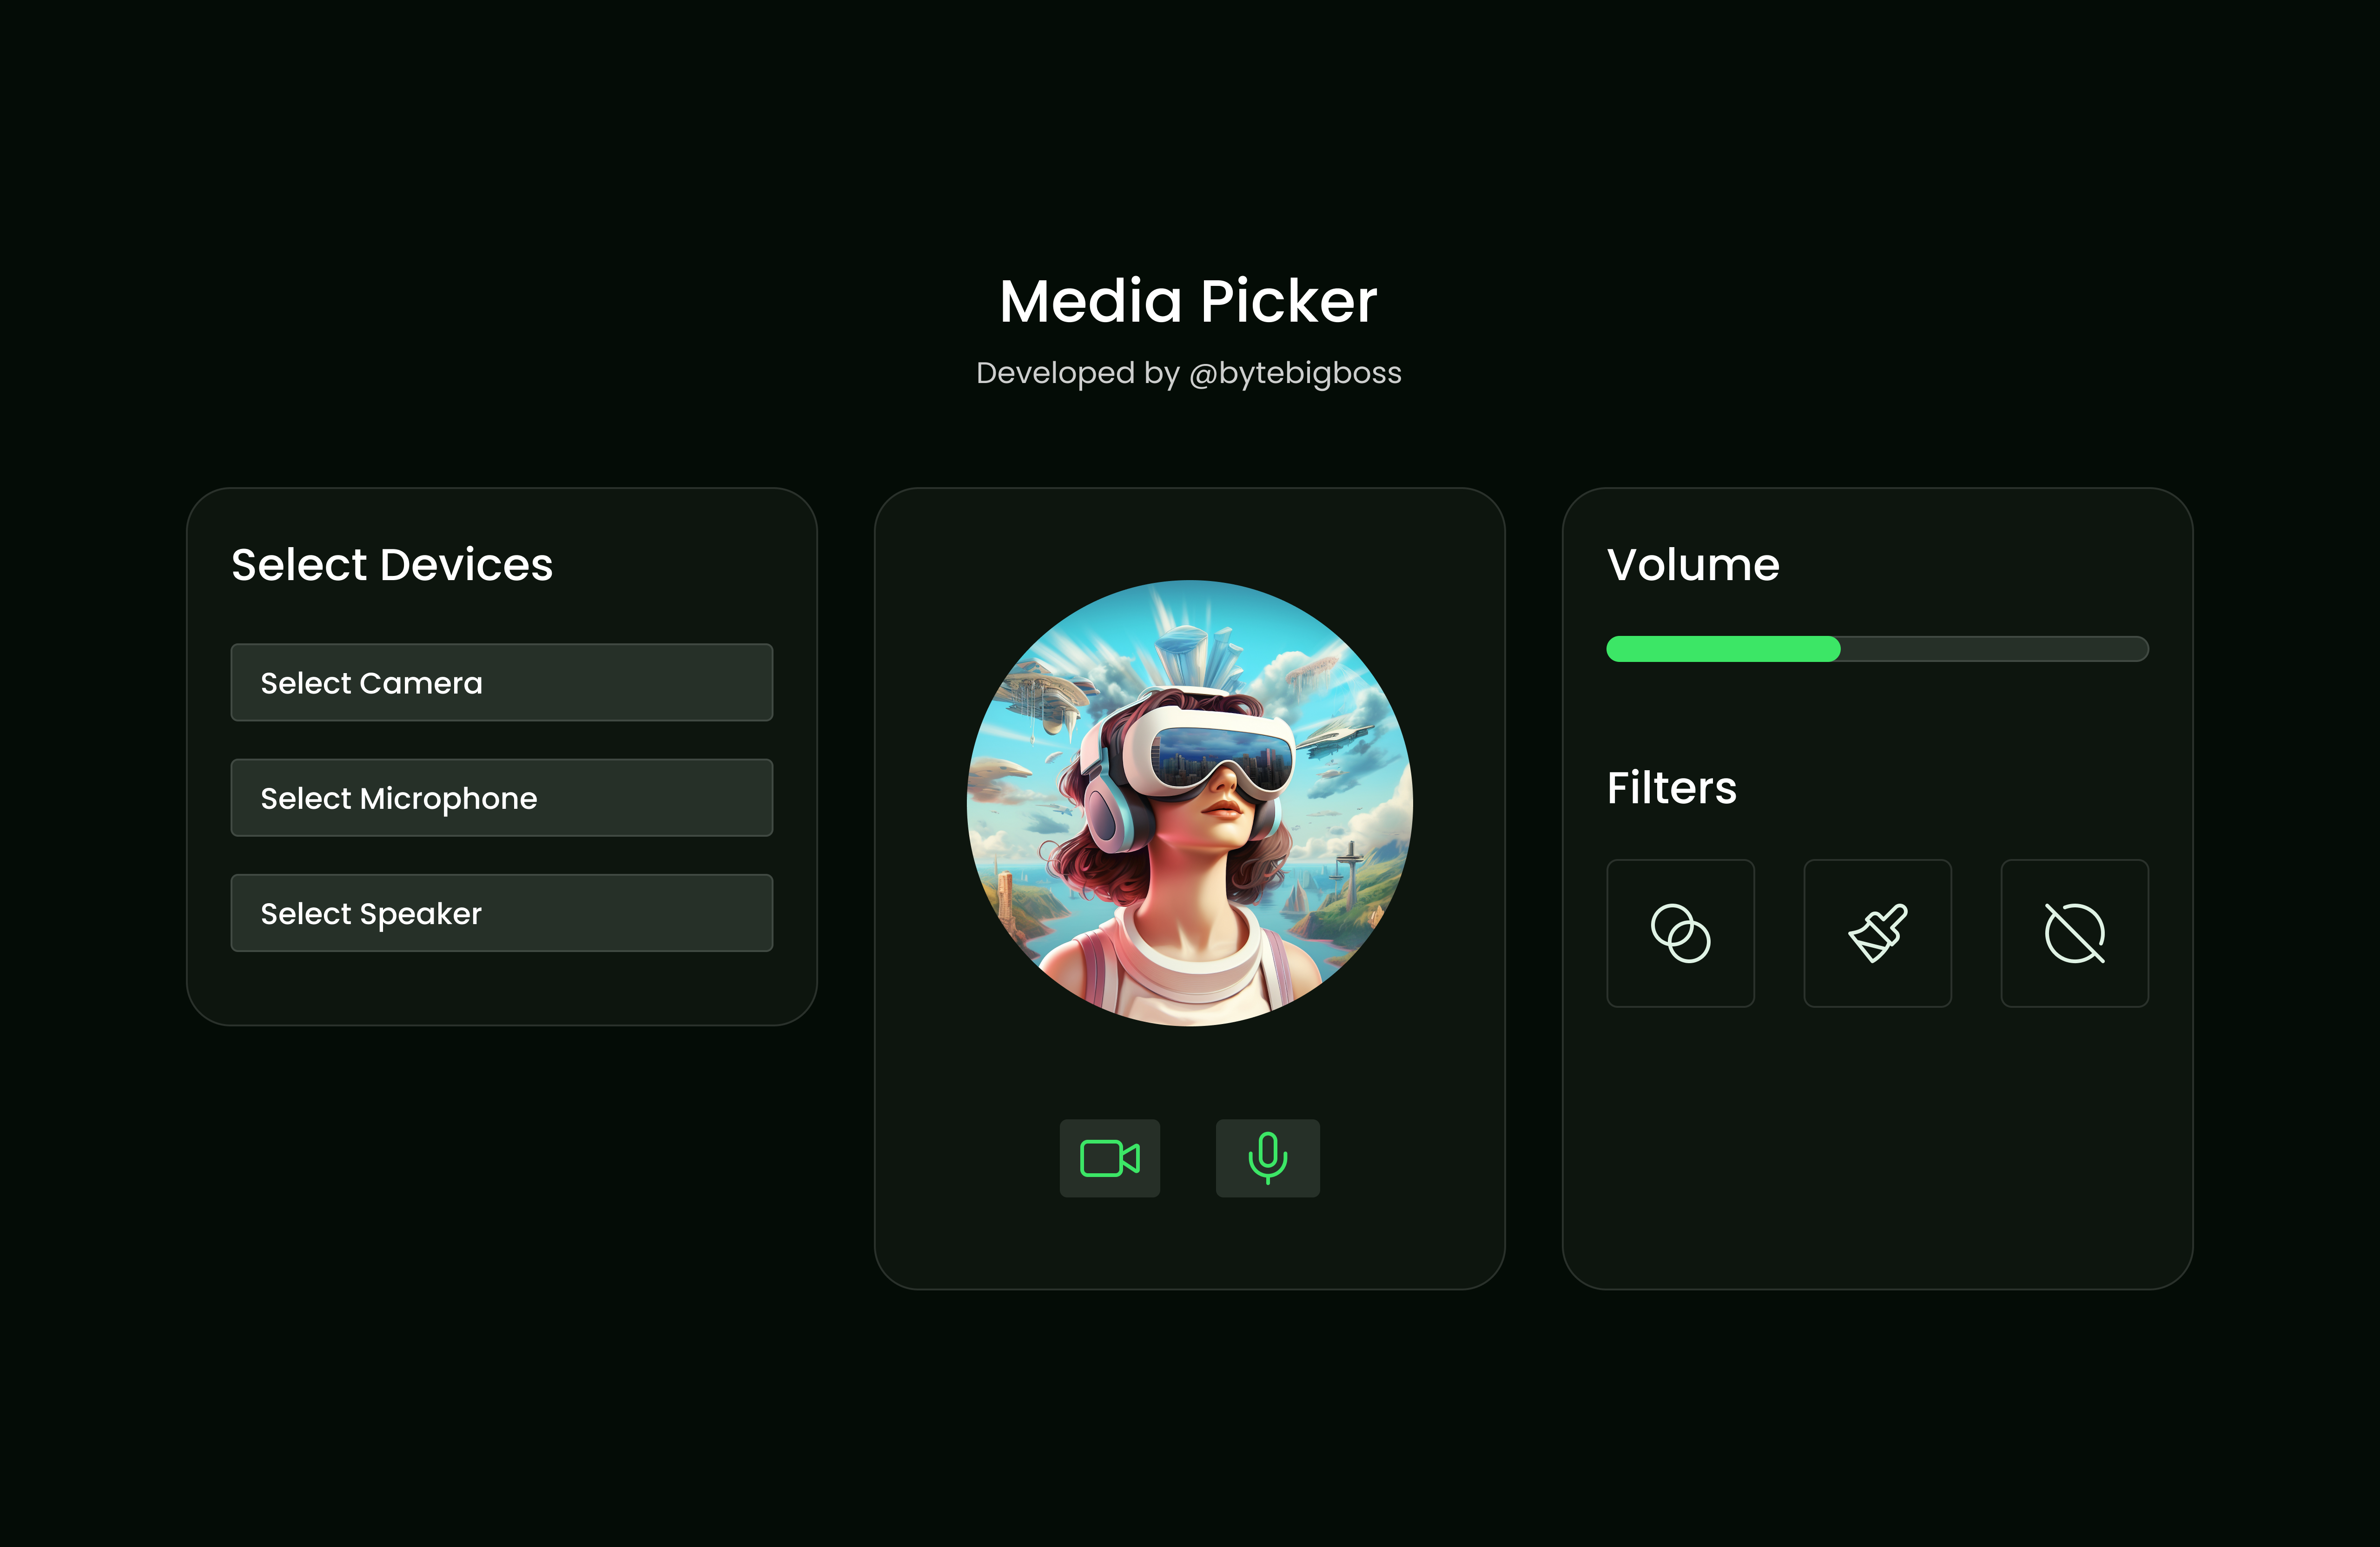 Media Picker
Developed by @bytebigboss
Select Devices
Select Camera
Select Microphone
Select Speaker
Volume
Filters